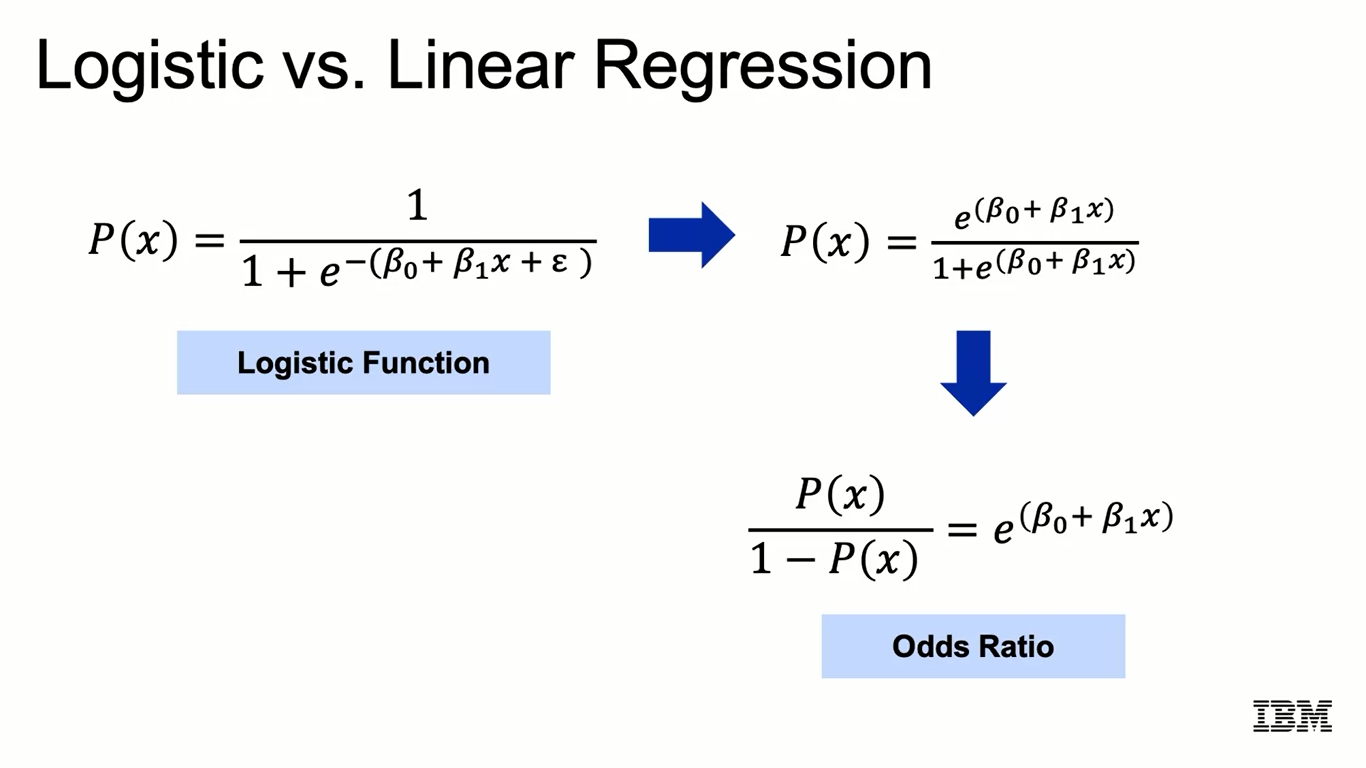 Logistic vs. Linear Regression
P(x) = 1 / (1 + e^−(β₀ + β₁x + ε))
P(x) = e^(β₀ + β₁x) / (1+e^(β₀ + β₁x))
Logistic Function
P(x) / (1 − P(x)) = e^(β₀ + β₁x)
Odds Ratio
IBM